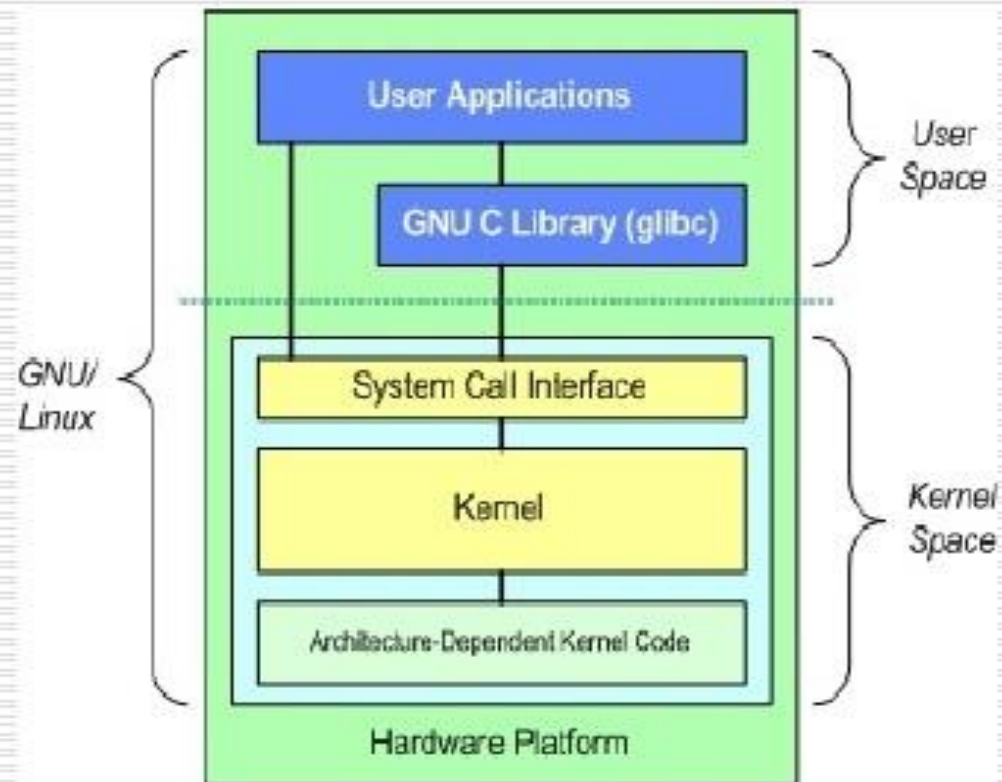 User Applications
User
Space
GNU C Library (glibc)
GNU/
Linux
System Call Interface
Kernel
Kernel
Space
Architecture-Dependent Kernel Code
Hardware Platform